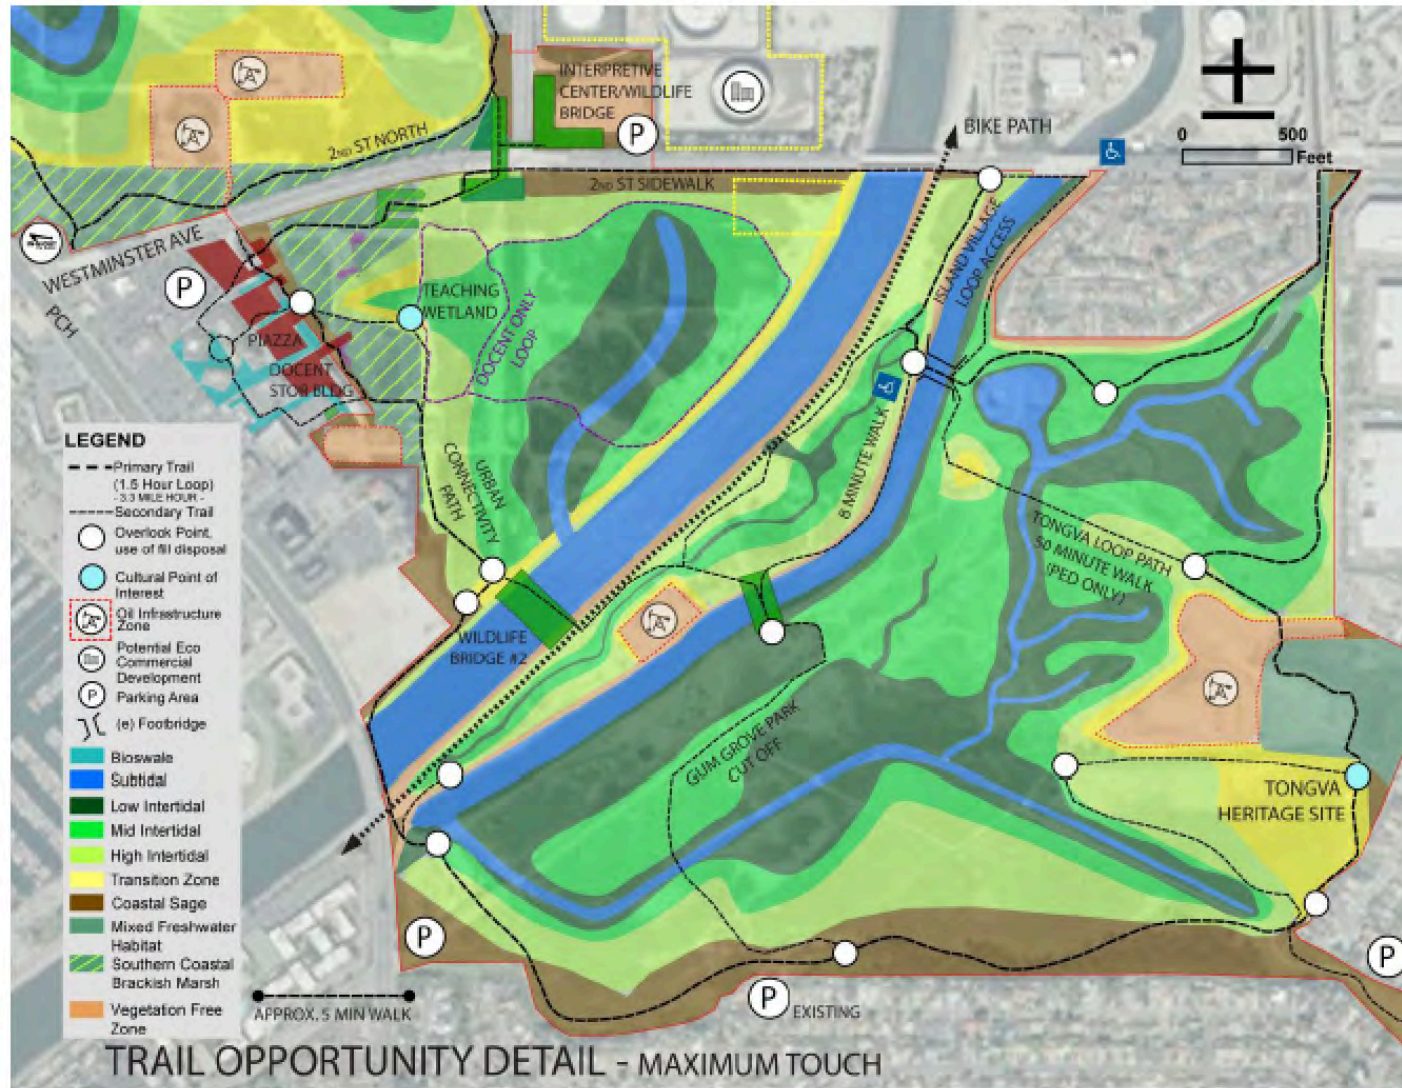 INTERPRETIVE
CENTER/WILDLIFE
BRIDGE
P
BIKE PATH
0 500
Feet
2ND ST NORTH
2ND ST SIDEWALK
WESTMINSTER AVE
PCH
P
PIAZZA
DOCENT
STOR BLDG
TEACHING
WETLAND
DOCENT ONLY
LOOP
ISLAND VILLAGE
LOOP ACCESS
8 MINUTE WALK
URBAN
CONNECTIVITY
PATH
TONGVA LOOP PATH
50 MINUTE WALK
(PED ONLY)
WILDLIFE
BRIDGE #2
GUM GROVE PARK
CUT OFF
TONGVA
HERITAGE SITE
P
P
P
EXISTING
LEGEND
Primary Trail
(1.5 Hour Loop)
- 3.3 MILE HOUR -
Secondary Trail
Overlook Point,
use of fill disposal
Cultural Point of
Interest
Oil Infrastructure
Zone
Potential Eco
Commercial
Development
P Parking Area
(e) Footbridge
Bioswale
Subtidal
Low Intertidal
Mid Intertidal
High Intertidal
Transition Zone
Coastal Sage
Mixed Freshwater
Habitat
Southern Coastal
Brackish Marsh
Vegetation Free
Zone
APPROX. 5 MIN WALK
TRAIL OPPORTUNITY DETAIL - MAXIMUM TOUCH